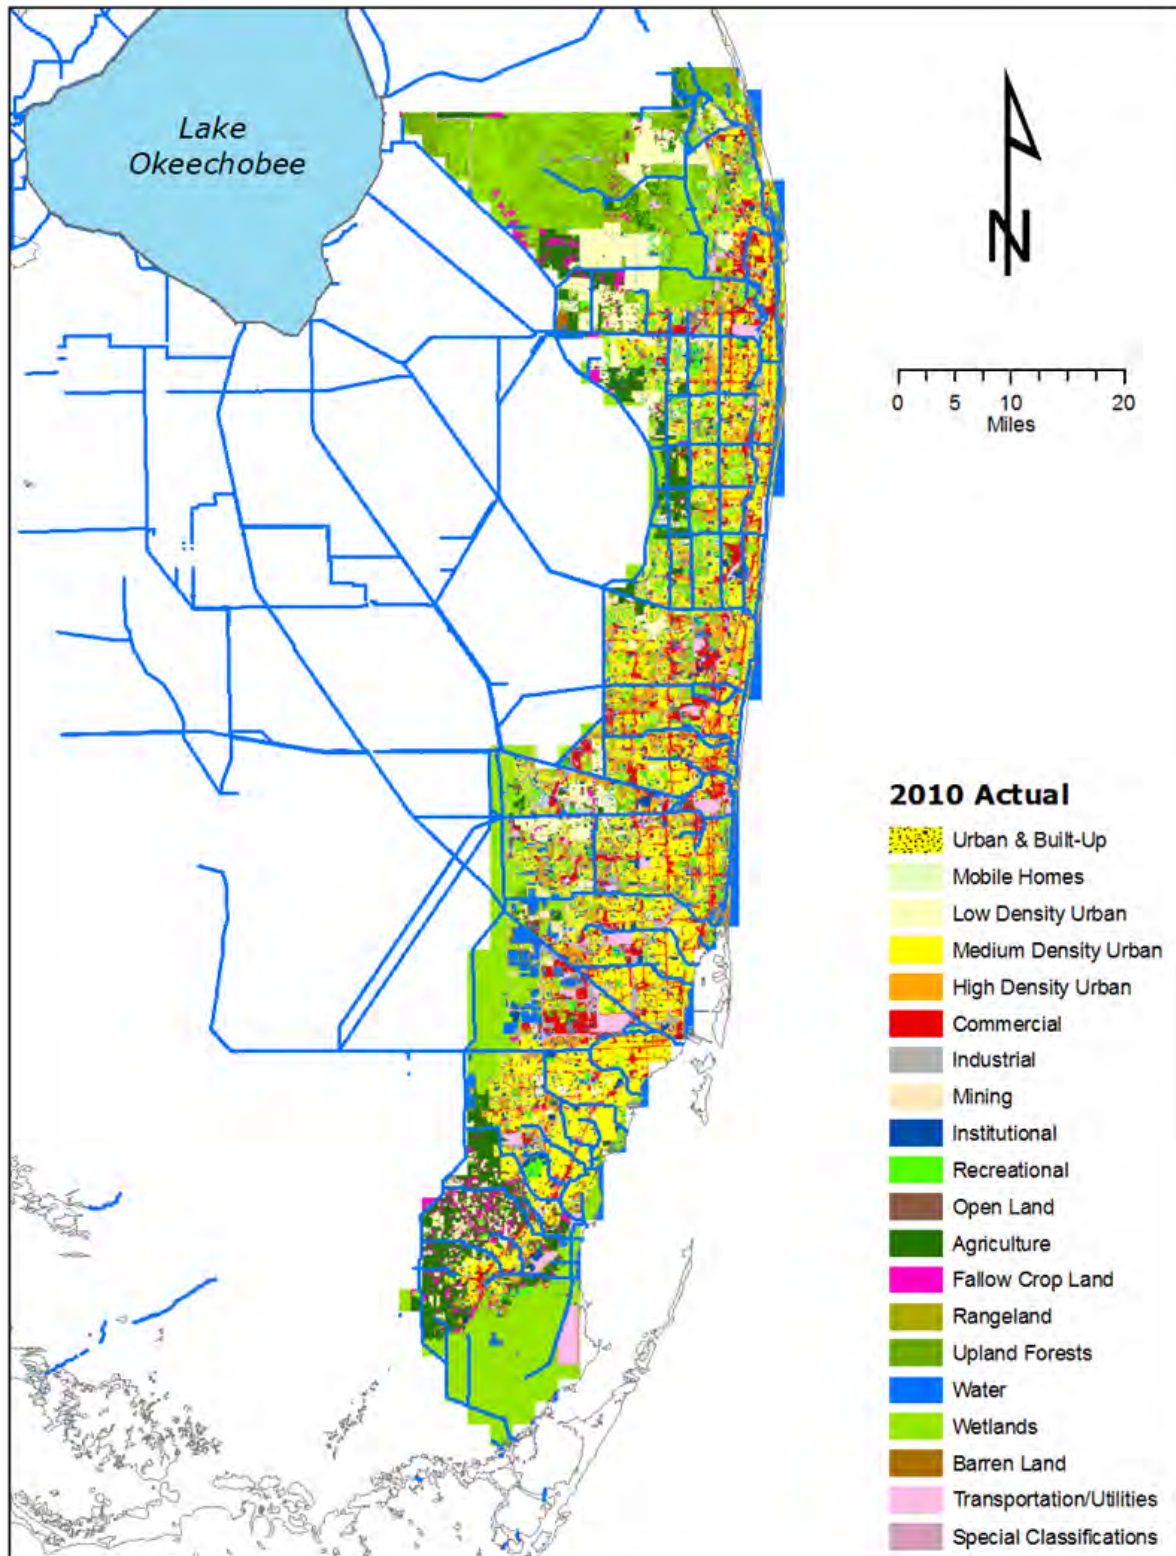 Lake
Okeechobee
N
0 5 10 20
Miles
2010 Actual
Urban & Built-Up
Mobile Homes
Low Density Urban
Medium Density Urban
High Density Urban
Commercial
Industrial
Mining
Institutional
Recreational
Open Land
Agriculture
Fallow Crop Land
Rangeland
Upland Forests
Water
Wetlands
Barren Land
Transportation/Utilities
Special Classifications